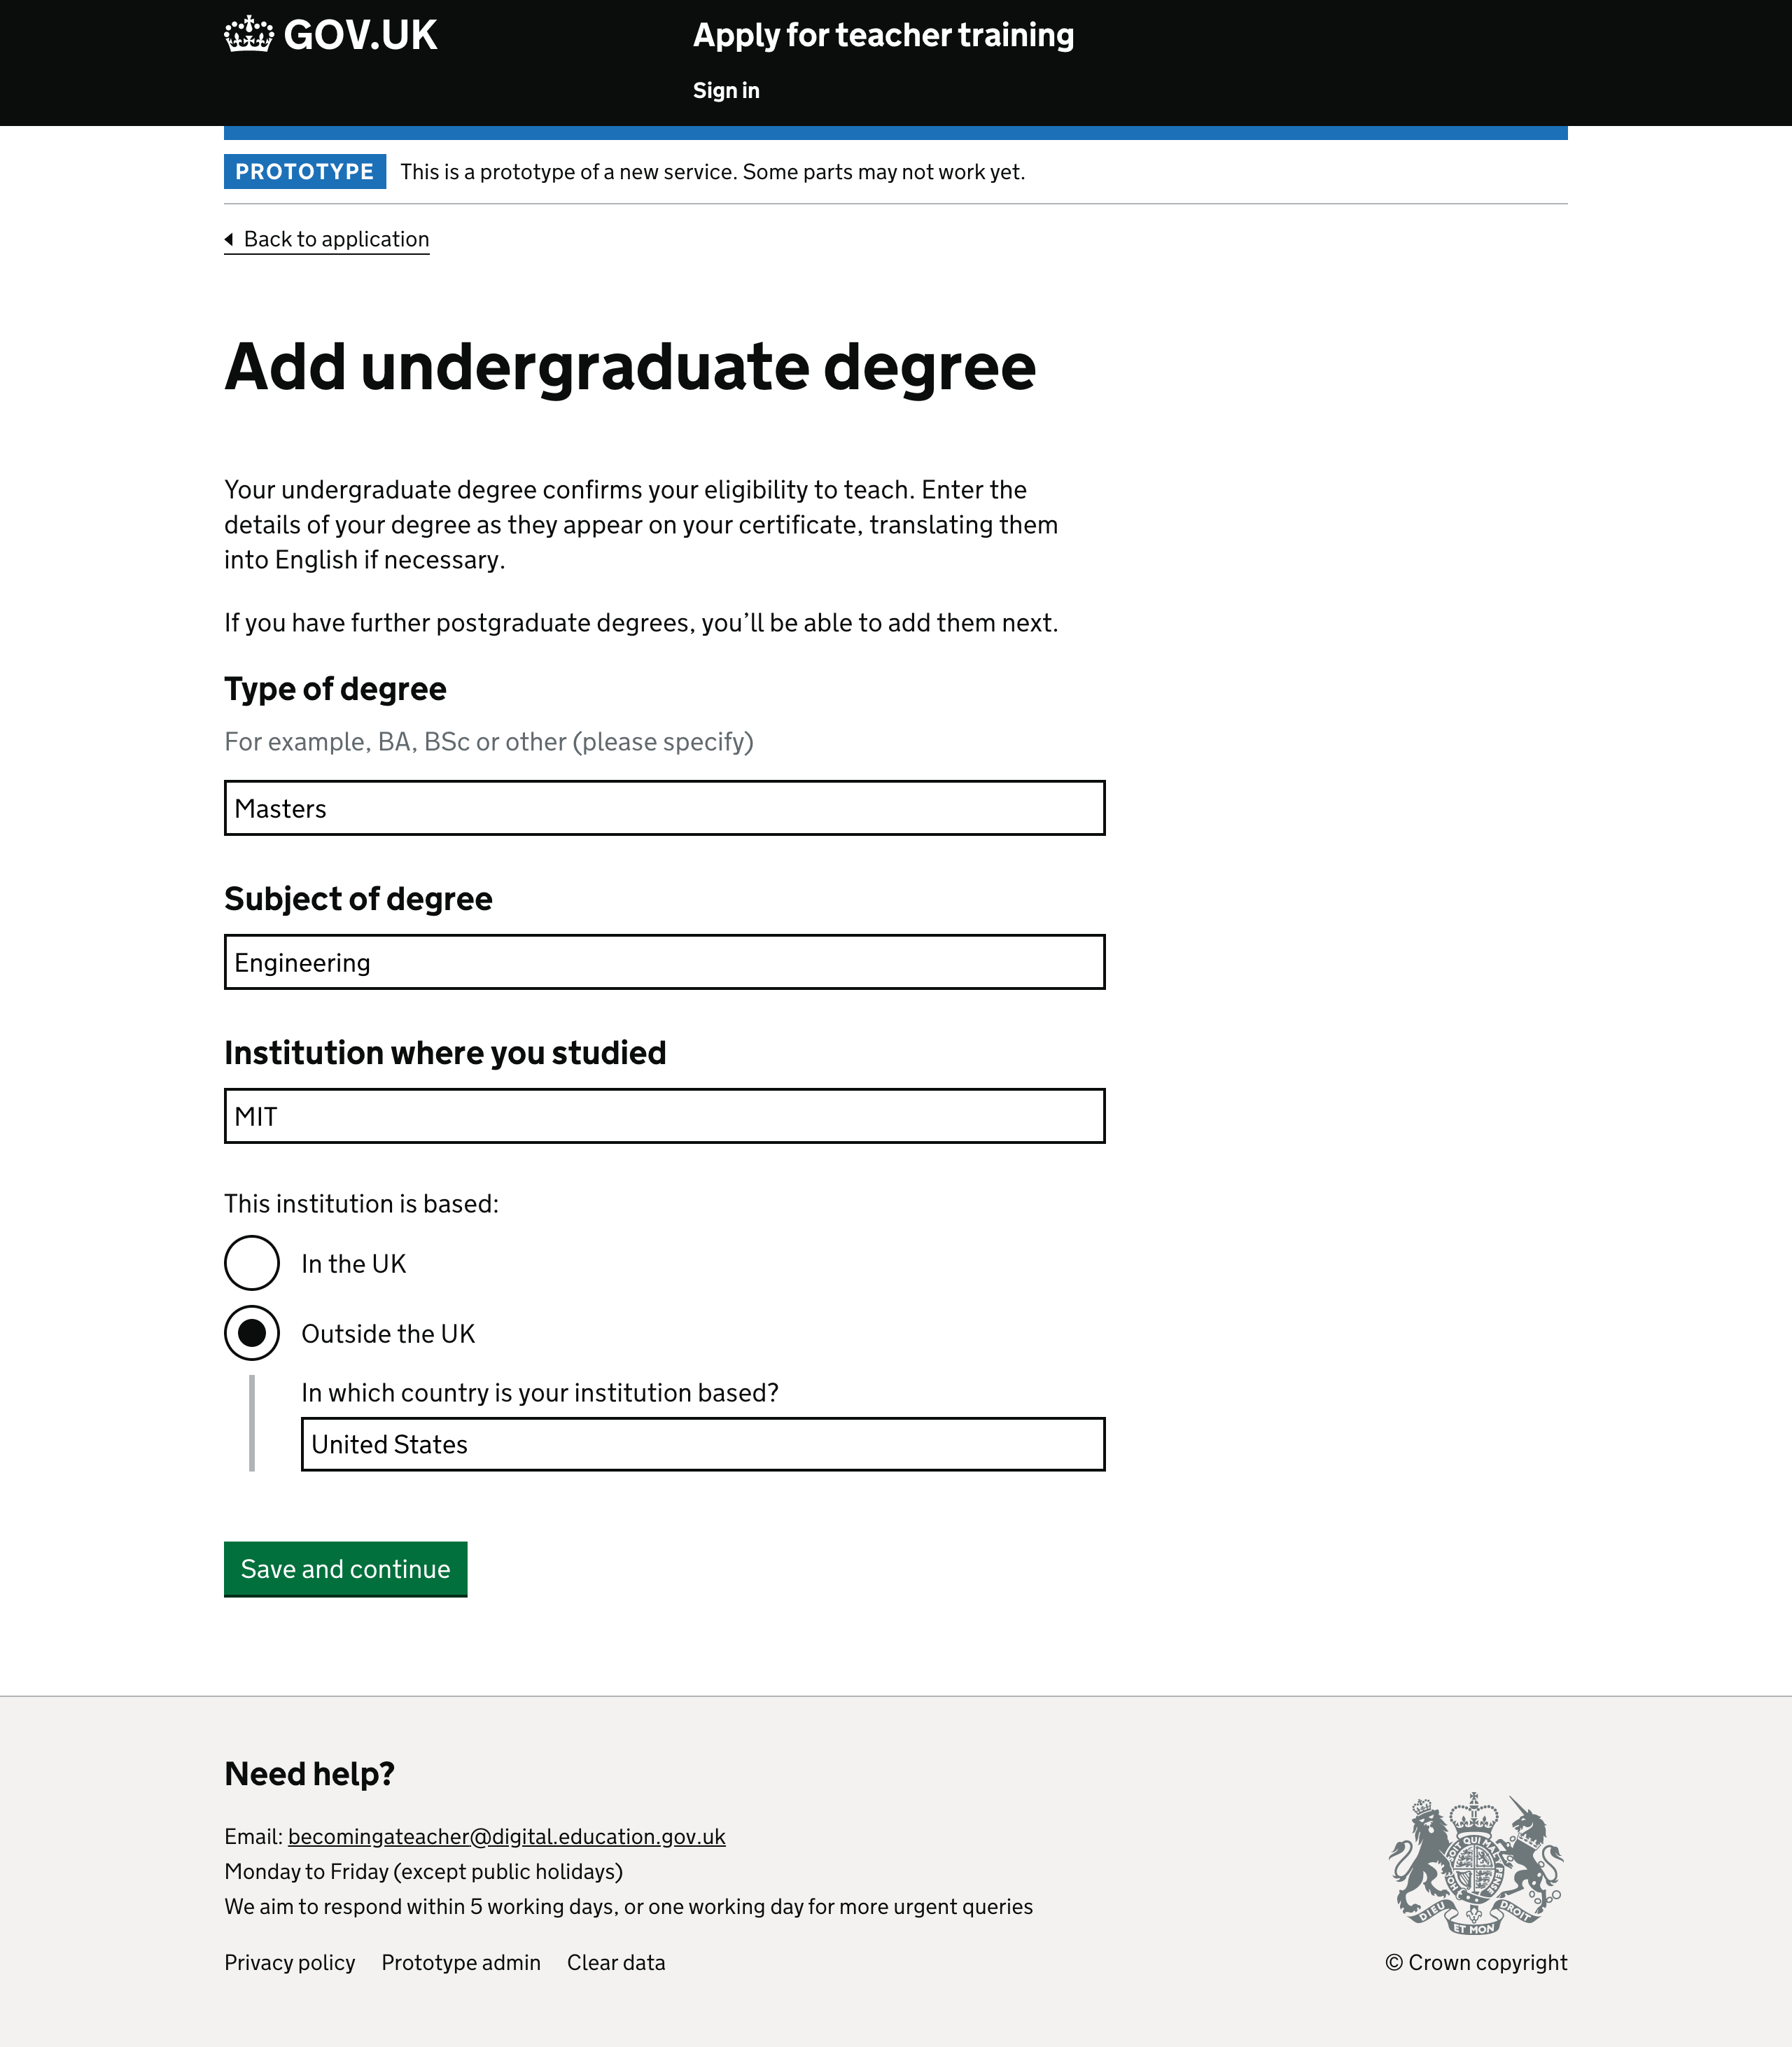 GOV.UK
Apply for teacher training
Sign in
PROTOTYPE This is a prototype of a new service. Some parts may not work yet.
Back to application
Add undergraduate degree
Your undergraduate degree confirms your eligibility to teach. Enter the
details of your degree as they appear on your certificate, translating them
into English if necessary.
If you have further postgraduate degrees, you’ll be able to add them next.
Type of degree
For example, BA, BSc or other (please specify)
Masters
Subject of degree
Engineering
Institution where you studied
MIT
This institution is based:
In the UK
Outside the UK
In which country is your institution based?
United States
Save and continue
Need help?
Email: becomingateacher@digital.education.gov.uk
Monday to Friday (except public holidays)
We aim to respond within 5 working days, or one working day for more urgent queries
Privacy policy Prototype admin Clear data
DIEU ET MON DROIT
© Crown copyright